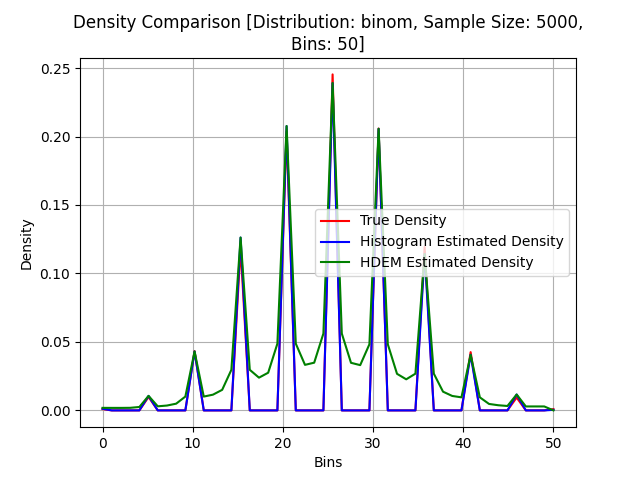 Density Comparison [Distribution: binom, Sample Size: 5000,
Bins: 50]
0.25
0.20
0.15
0.10
0.05
0.00
Density
True Density
Histogram Estimated Density
HDEM Estimated Density
0 10 20 30 40 50
Bins